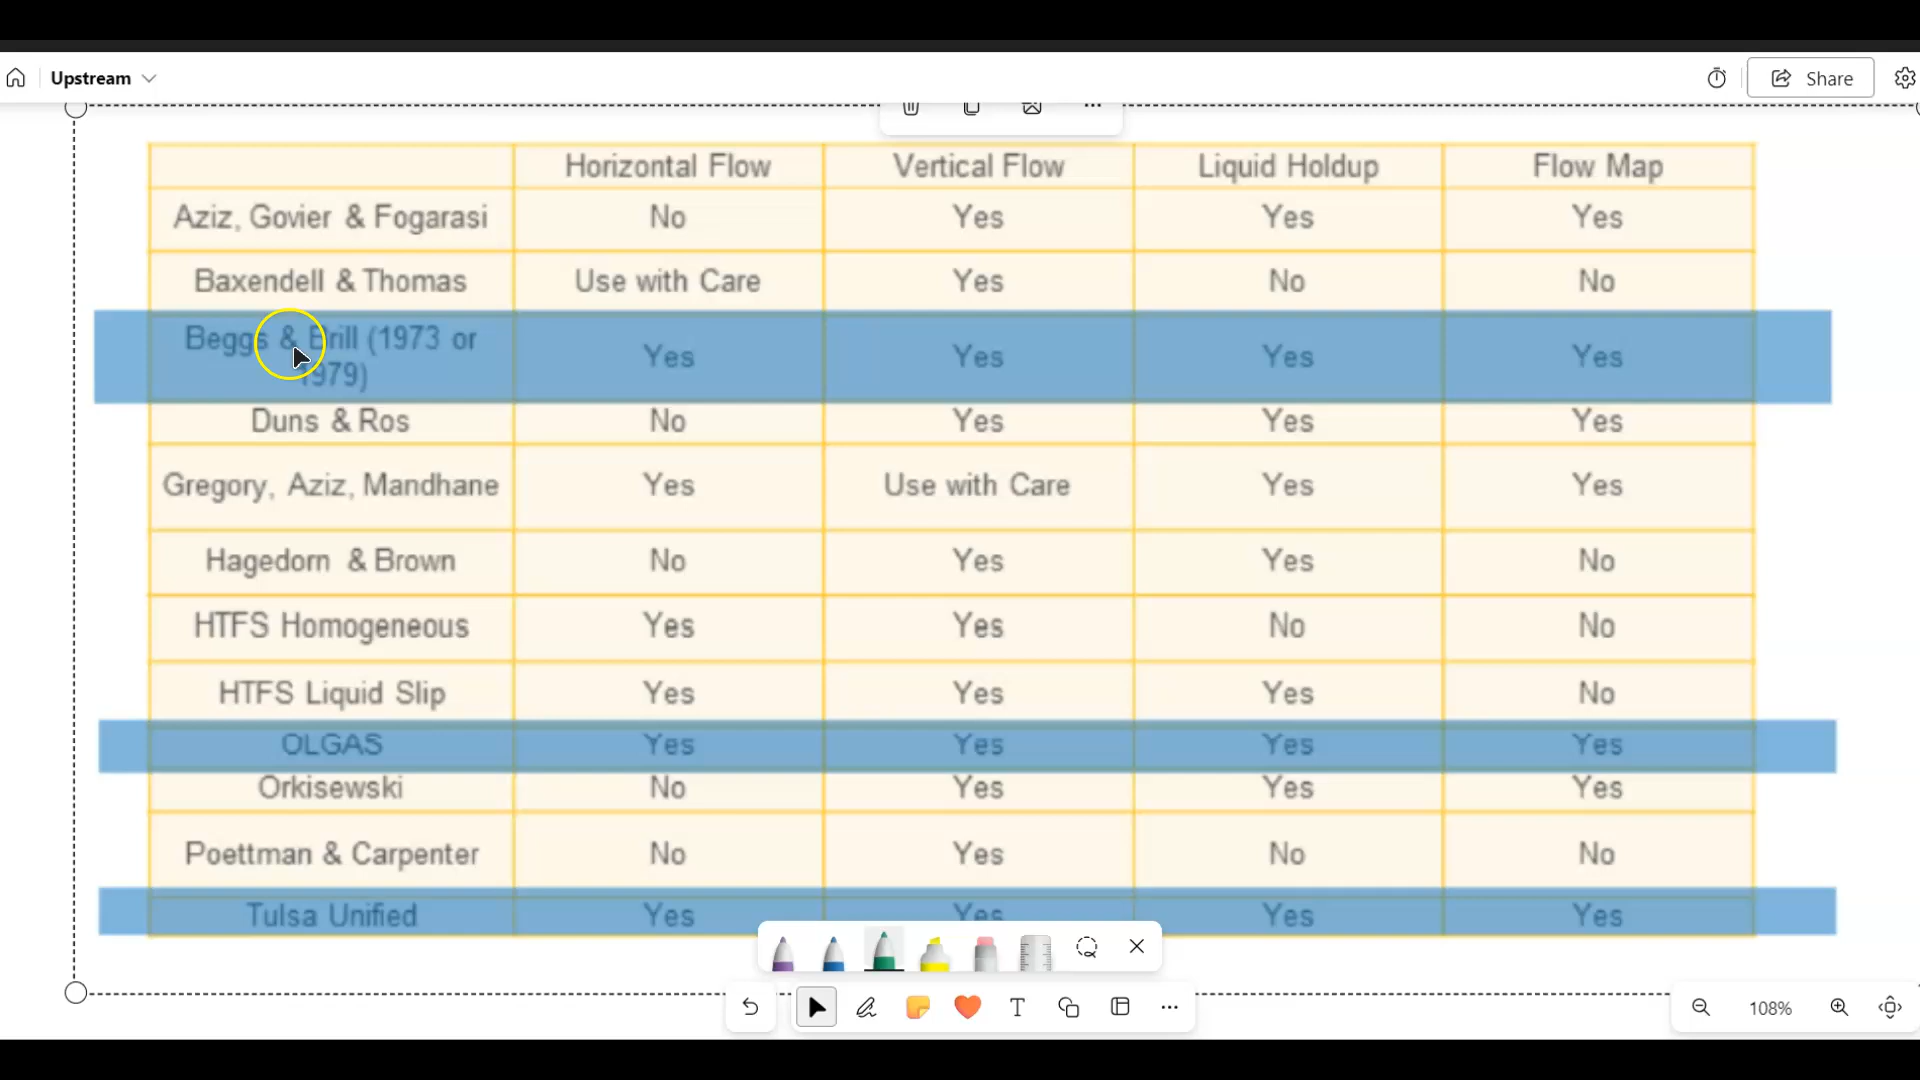 Upstream
Share
Horizontal Flow Vertical Flow Liquid Holdup Flow Map
Aziz, Govier & Fogarasi No Yes Yes Yes
Baxendell & Thomas Use with Care Yes No No
Beggs & Brill (1973 or
1979) Yes Yes Yes Yes
Duns & Ros No Yes Yes Yes
Gregory, Aziz, Mandhane Yes Use with Care Yes Yes
Hagedorn & Brown No Yes Yes No
HTFS Homogeneous Yes Yes No No
HTFS Liquid Slip Yes Yes Yes No
OLGAS Yes Yes Yes Yes
Orkisewski No Yes Yes Yes
Poettman & Carpenter No Yes No No
Tulsa Unified Yes Yes Yes Yes
108%